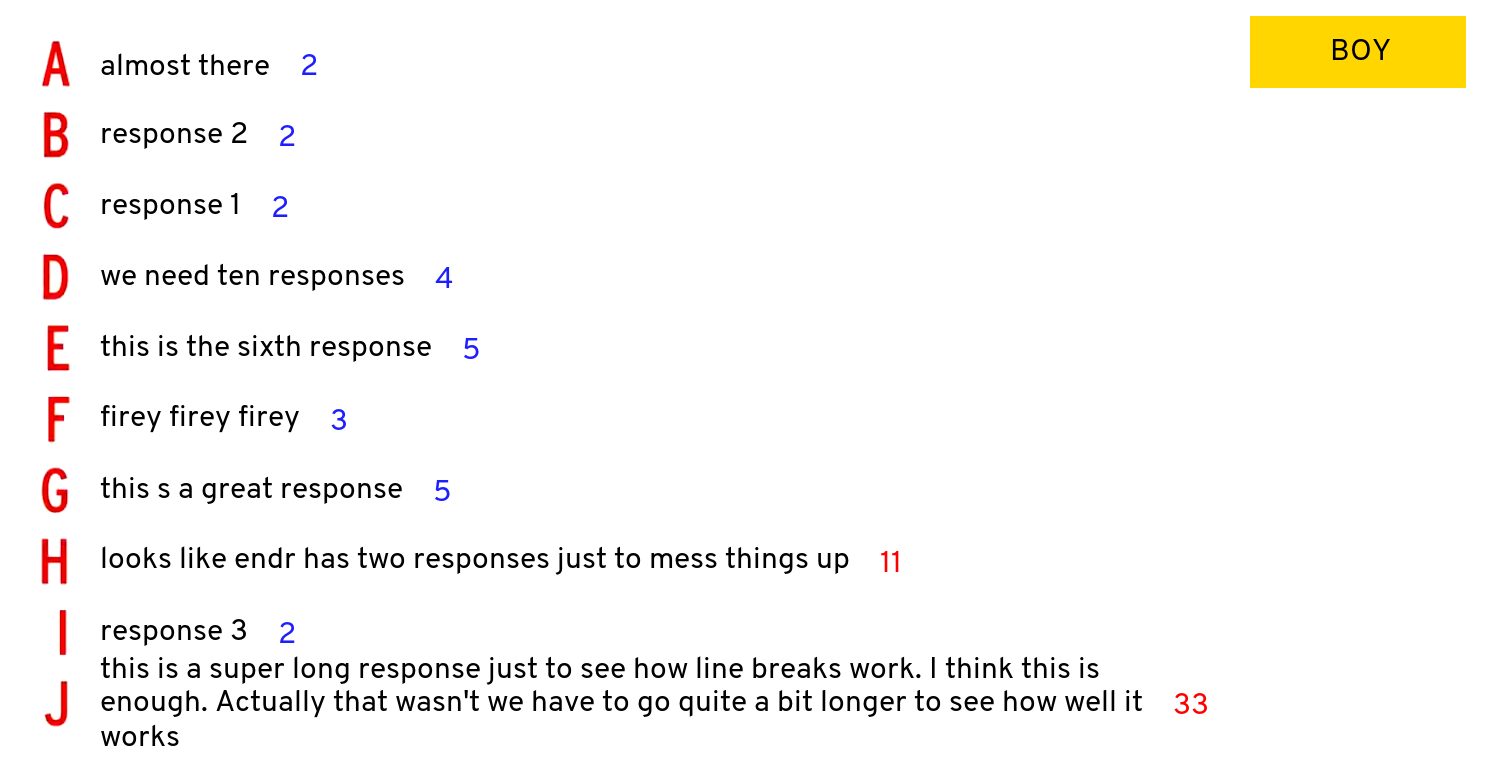 BOY
A almost there 2
B response 2 2
C response 1 2
D we need ten responses 4
E this is the sixth response 5
F firey firey firey 3
G this s a great response 5
H looks like endr has two responses just to mess things up 11
I response 3 2
this is a super long response just to see how line breaks work. I think this is
J enough. Actually that wasn't we have to go quite a bit longer to see how well it 33
works